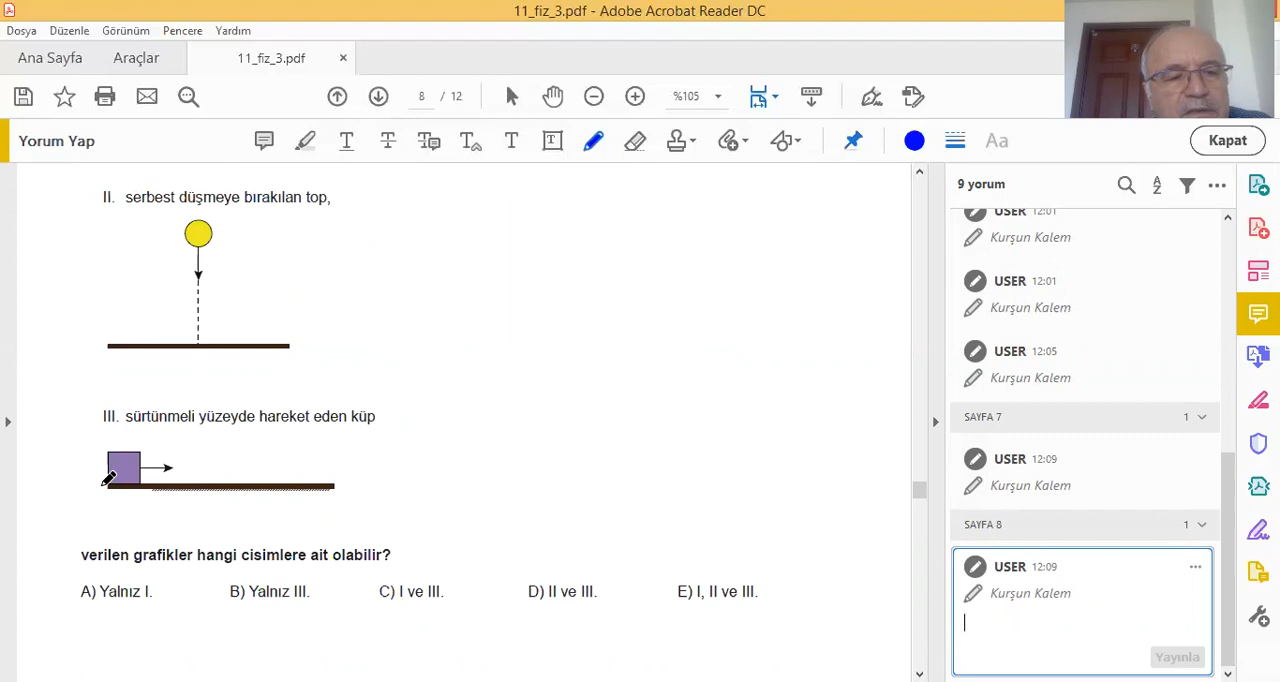 11_fiz_3.pdf - Adobe Acrobat Reader DC
Dosya Düzenle Görünüm Pencere Yardım
Ana Sayfa Araçlar 11_fiz_3.pdf ×
8 / 12 %105
Yorum Yap Aa Kapat
9 yorum
II. serbest düşmeye bırakılan top,
III. sürtünmeli yüzeyde hareket eden küp
verilen grafikler hangi cisimlere ait olabilir?
A) Yalnız I. B) Yalnız III. C) I ve III. D) II ve III. E) I, II ve III.
USER 12:01
Kurşun Kalem
USER 12:01
Kurşun Kalem
USER 12:05
Kurşun Kalem
SAYFA 7 1
USER 12:09
Kurşun Kalem
SAYFA 8 1
USER 12:09
Kurşun Kalem
Yayınla